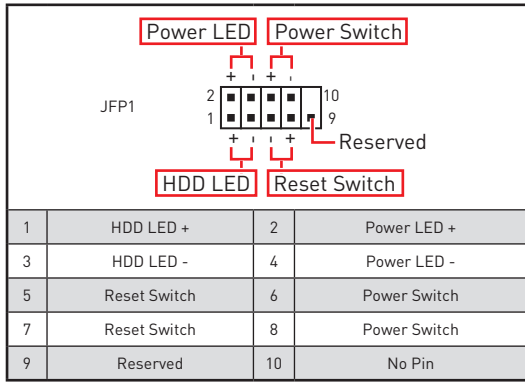 Power LED Power Switch
+ - + -
JFP1
2 10
1 9
+ - - +
Reserved
HDD LED Reset Switch
1 HDD LED + 2 Power LED +
3 HDD LED - 4 Power LED -
5 Reset Switch 6 Power Switch
7 Reset Switch 8 Power Switch
9 Reserved 10 No Pin